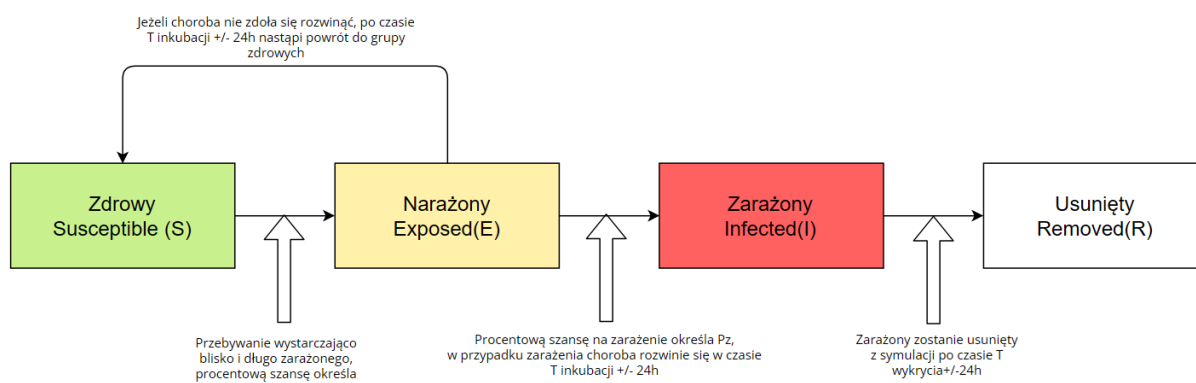 Jeżeli choroba nie zdoła się rozwinąć, po czasie
T inkubacji +/- 24h nastąpi powrót do grupy
zdrowych
Zdrowy
Susceptible (S)
Narażony
Exposed(E)
Zarażony
Infected(I)
Usunięty
Removed(R)
Przebywanie wystarczająco
blisko i długo zarażonego,
procentową szansę określa
Procentową szansę na zarażenie określa Pz,
w przypadku zarażenia choroba rozwinie się w czasie
T inkubacji +/- 24h
Zarażony zostanie usunięty
z symulacji po czasie T
wykrycia+/-24h